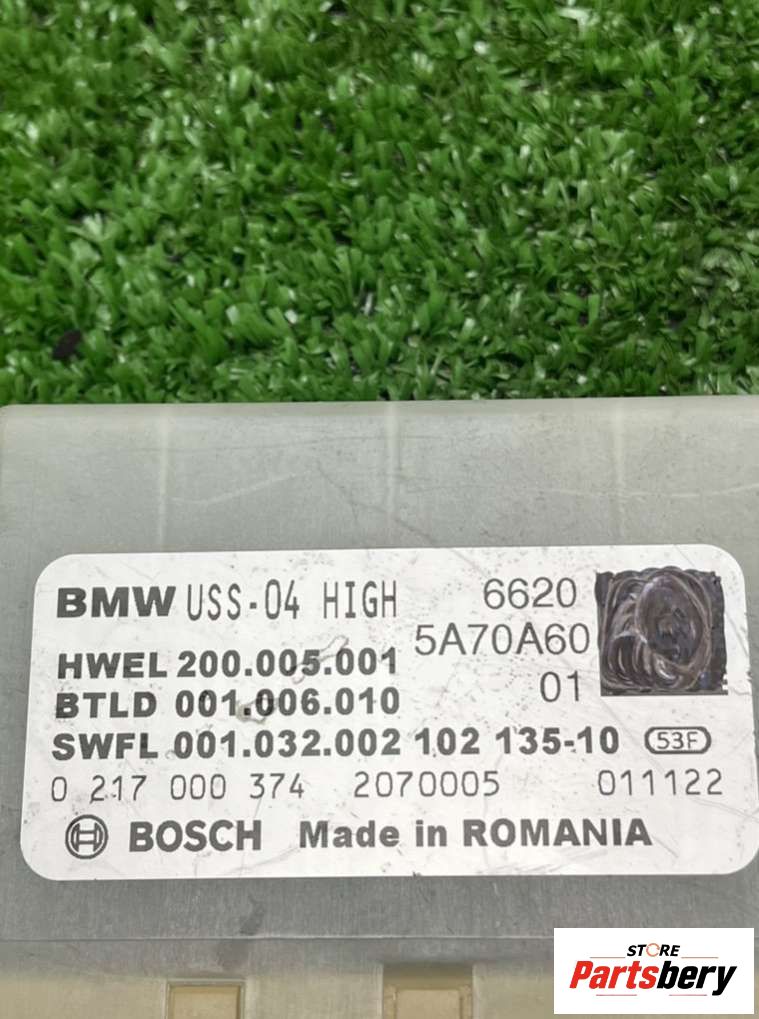 BMW USS-04 HIGH 6620
5A70A60
HWEL 200.005.001
01
BTLD 001.006.010
SWFL 001.032.002 102 135-10 53F
0 217 000 374 2070005 011122
BOSCH Made in ROMANIA
STORE
Partsbery